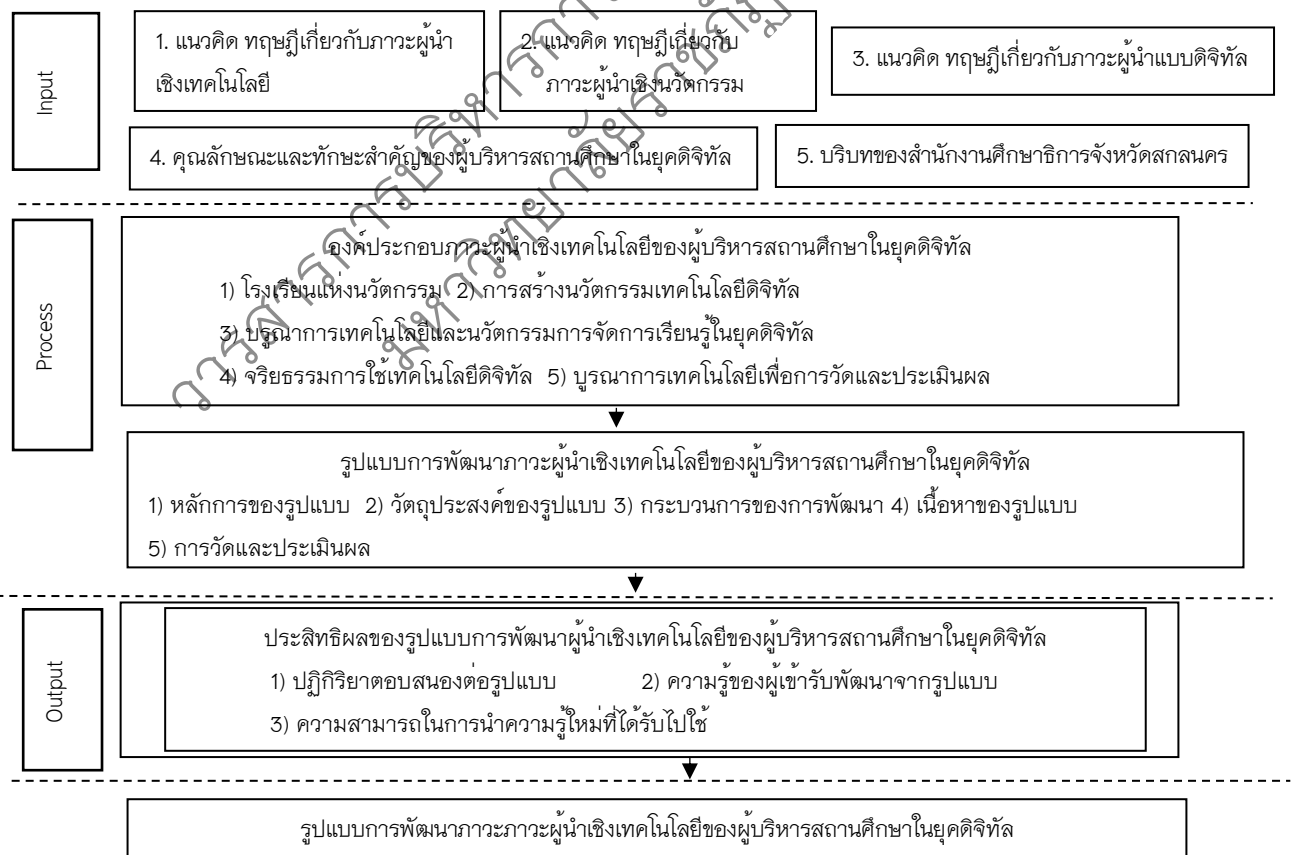 Input
1. แนวคิด ทฤษฎีเกี่ยวกับภาวะผู้นำ
เชิงเทคโนโลยี
2. แนวคิด ทฤษฎีเกี่ยวกับ
ภาวะผู้นำเชิงนวัตกรรม
3. แนวคิด ทฤษฎีเกี่ยวกับภาวะผู้นำแบบดิจิทัล
4. คุณลักษณะและทักษะสำคัญของผู้บริหารสถานศึกษาในยุคดิจิทัล
5. บริบทของสำนักงานศึกษาธิการจังหวัดสกลนคร
Process
องค์ประกอบภาวะผู้นำเชิงเทคโนโลยีของผู้บริหารสถานศึกษาในยุคดิจิทัล
1) โรงเรียนแห่งนวัตกรรม 2) การสร้างนวัตกรรมเทคโนโลยีดิจิทัล
3) บรูณาการเทคโนโลยีและนวัตกรรมการจัดการเรียนรู้ในยุคดิจิทัล
4) จริยธรรมการใช้เทคโนโลยีดิจิทัล 5) บูรณาการเทคโนโลยีเพื่อการวัดและประเมินผล
รูปแบบการพัฒนาภาวะผู้นำเชิงเทคโนโลยีของผู้บริหารสถานศึกษาในยุคดิจิทัล
1) หลักการของรูปแบบ 2) วัตถุประสงค์ของรูปแบบ 3) กระบวนการของการพัฒนา 4) เนื้อหาของรูปแบบ
5) การวัดและประเมินผล
Output
ประสิทธิผลของรูปแบบการพัฒนาผู้นำเชิงเทคโนโลยีของผู้บริหารสถานศึกษาในยุคดิจิทัล
1) ปฏิกิริยาตอบสนองต่อรูปแบบ 2) ความรู้ของผู้เข้ารับพัฒนาจากรูปแบบ
3) ความสามารถในการนำความรู้ใหม่ที่ได้รับไปใช้
รูปแบบการพัฒนาภาวะภาวะผู้นำเชิงเทคโนโลยีของผู้บริหารสถานศึกษาในยุคดิจิทัล
วารสารการบริหารการ
มหาวิทยาลัยราชภัฏ